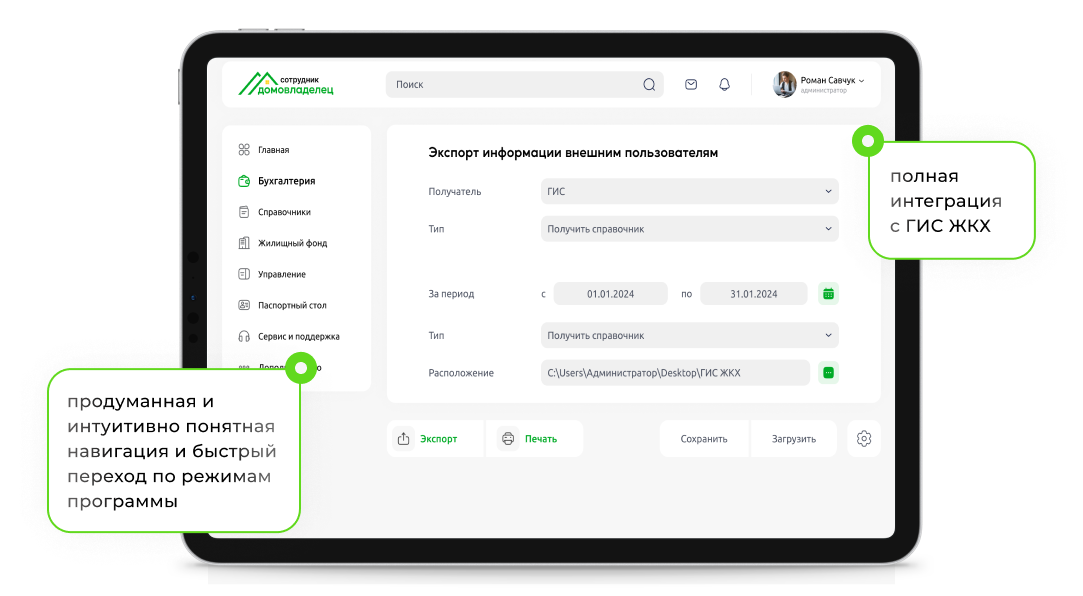 сотрудник
домовладелец
Поиск
Роман Савчук
администратор
Главная
Бухгалтерия
Справочники
Жилищный фонд
Управление
Паспортный стол
Сервис и поддержка
Экспорт информации внешним пользователям
Получатель ГИС
Тип Получить справочник
За период с 01.01.2024 по 31.01.2024
Тип Получить справочник
Расположение C:\Users\Администратор\Desktop\ГИС ЖКХ
Экспорт Печать Сохранить Загрузить
полная
интеграция
с ГИС ЖКХ
продуманная и
интуитивно понятная
навигация и быстрый
переход по режимам
программы